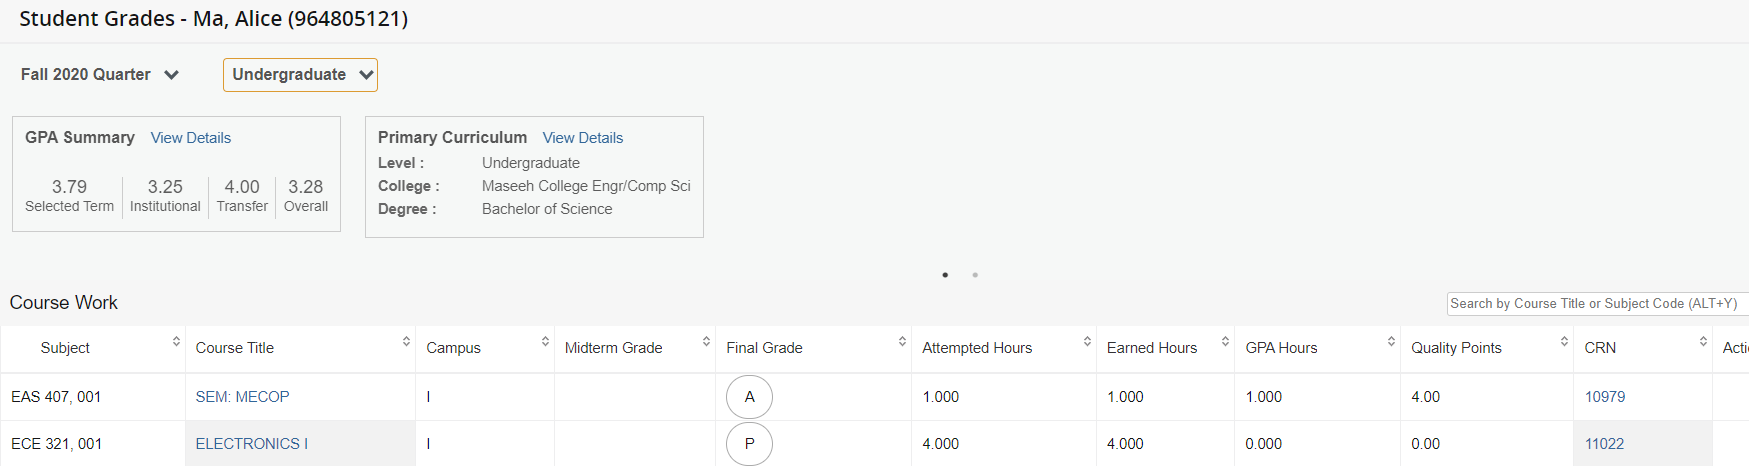 Student Grades - Ma, Alice (964805121)
Fall 2020 Quarter
Undergraduate
GPA Summary View Details
3.79 3.25 4.00 3.28
Selected Term Institutional Transfer Overall
Primary Curriculum View Details
Level : Undergraduate
College : Maseeh College Engr/Comp Sci
Degree : Bachelor of Science
Course Work
Search by Course Title or Subject Code (ALT+Y)
Subject Course Title Campus Midterm Grade Final Grade Attempted Hours Earned Hours GPA Hours Quality Points CRN Acti
EAS 407, 001 SEM: MECOP I A 1.000 1.000 1.000 4.00 10979
ECE 321, 001 ELECTRONICS I I P 4.000 4.000 0.000 0.00 11022